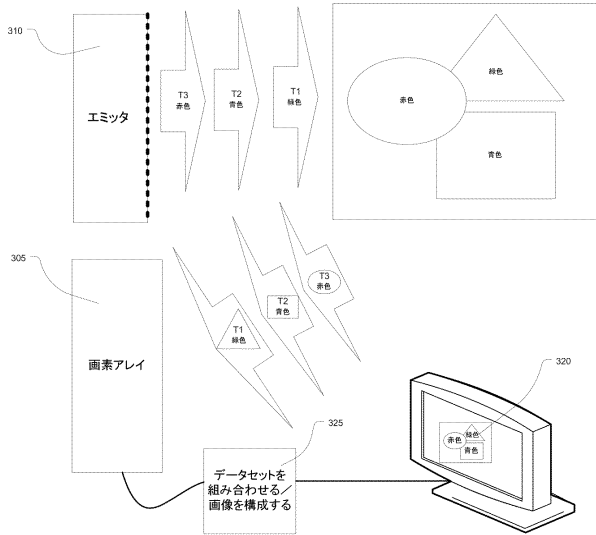 310
エミッタ
T3
赤色
T2
青色
T1
緑色
緑色
赤色
青色
305
画素アレイ
T1
緑色
T2
青色
T3
赤色
325
データセットを
組み合わせる／
画像を構成する
320
緑色
赤色
青色